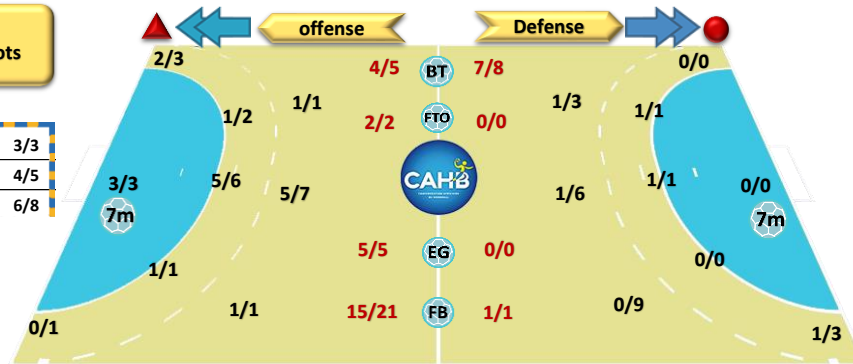 ots
offense
Defense
2/3
0/0
4/5 BT 7/8
1/1
1/3
1/2
1/1
2/2 FTO 0/0
3/3
4/5
6/8
CAHB
3/3
5/6
5/7
1/6
1/1
0/0
7m
7m
5/5 EG 0/0
1/1
0/0
1/1
15/21 FB 1/1
0/9
0/1
1/3